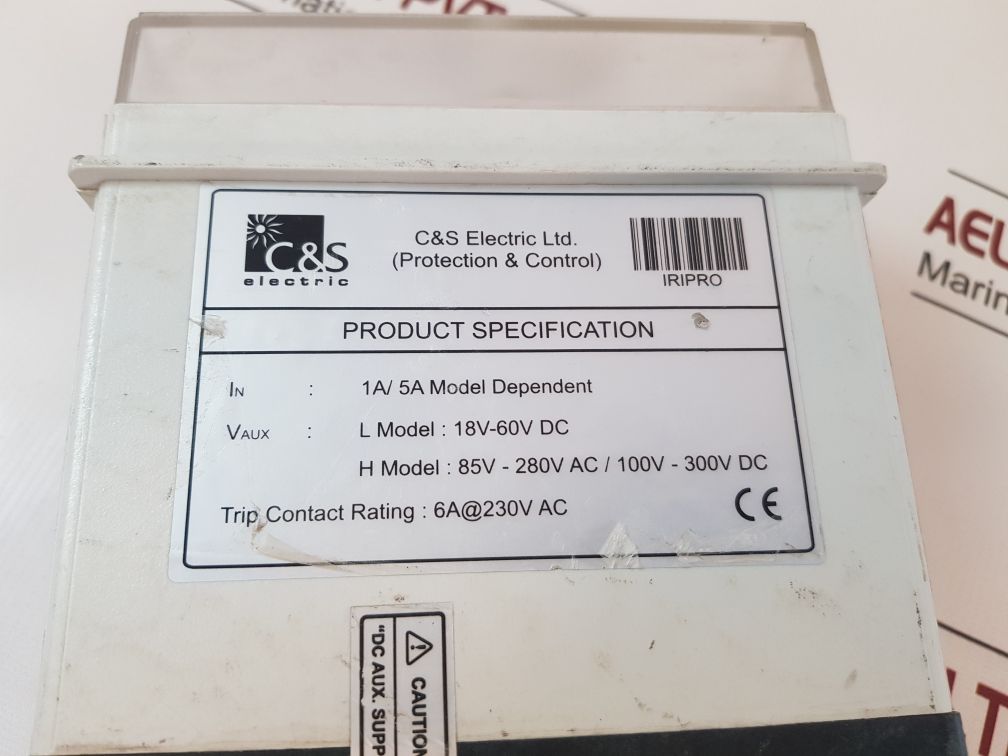 C&S
electric
C&S Electric Ltd.
(Protection & Control)
IRIPRO
PRODUCT SPECIFICATION
IN : 1A/ 5A Model Dependent
VAUX : L Model : 18V-60V DC
H Model : 85V - 280V AC / 100V - 300V DC
Trip Contact Rating : 6A@230V AC
CE
CAUTION
"DC AUX. SUPP
AEL
Marin